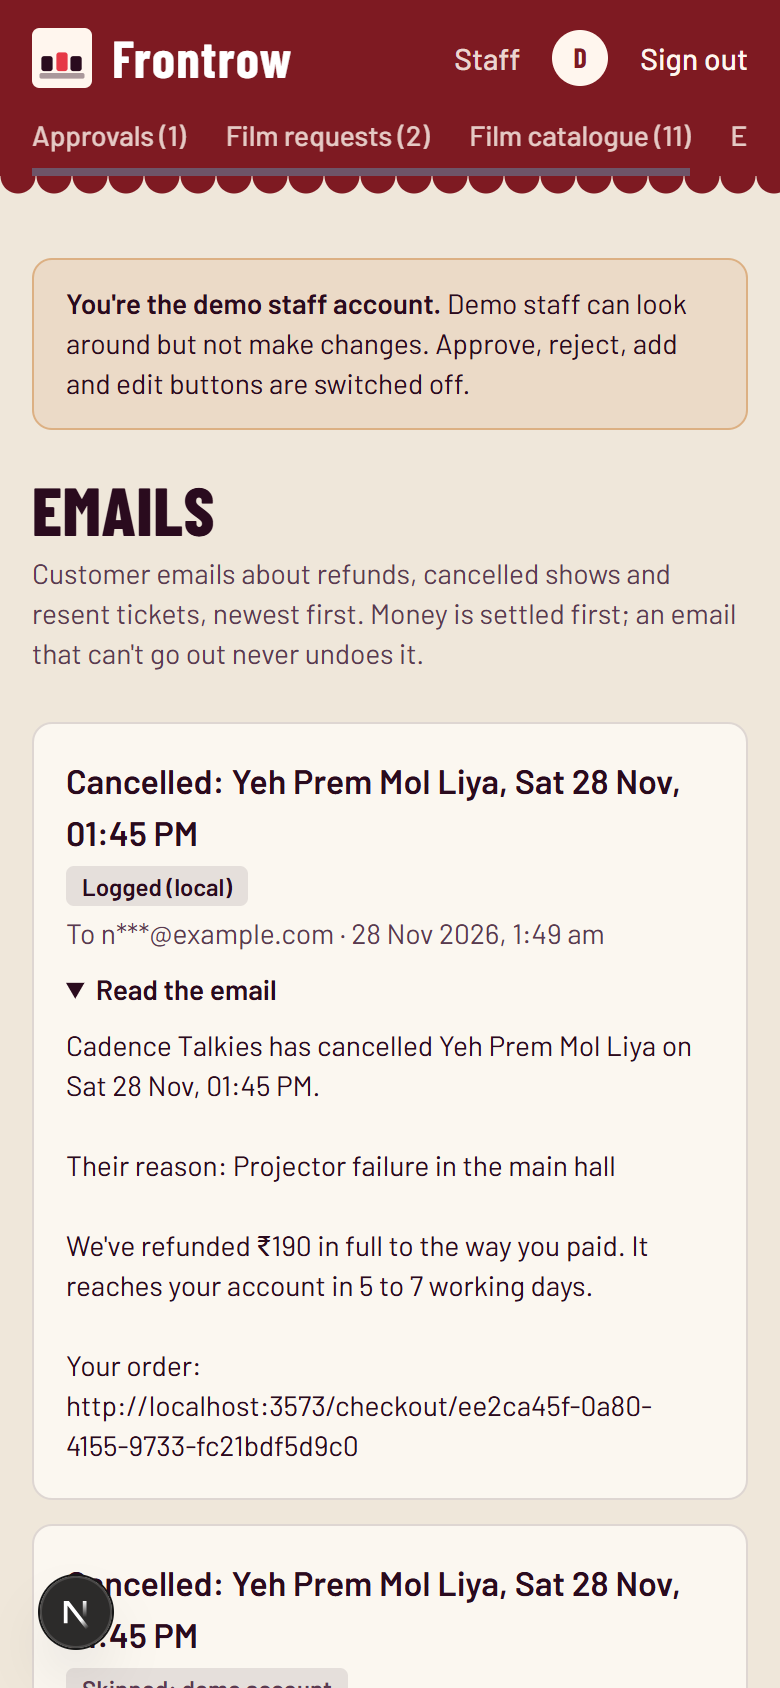 Frontrow
Staff
D
Sign out
Approvals (1)
Film requests (2)
Film catalogue (11)
E
You're the demo staff account. Demo staff can look
around but not make changes. Approve, reject, add
and edit buttons are switched off.
EMAILS
Customer emails about refunds, cancelled shows and
resent tickets, newest first. Money is settled first; an email
that can't go out never undoes it.
Cancelled: Yeh Prem Mol Liya, Sat 28 Nov,
01:45 PM
Logged (local)
To n***@example.com · 28 Nov 2026, 1:49 am
▼ Read the email
Cadence Talkies has cancelled Yeh Prem Mol Liya on
Sat 28 Nov, 01:45 PM.
Their reason: Projector failure in the main hall
We've refunded ₹190 in full to the way you paid. It
reaches your account in 5 to 7 working days.
Your order:
http://localhost:3573/checkout/ee2ca45f-0a80-
4155-9733-fc21bdf5d9c0
Cancelled: Yeh Prem Mol Liya, Sat 28 Nov,
:45 PM
N
Skipped: demo account